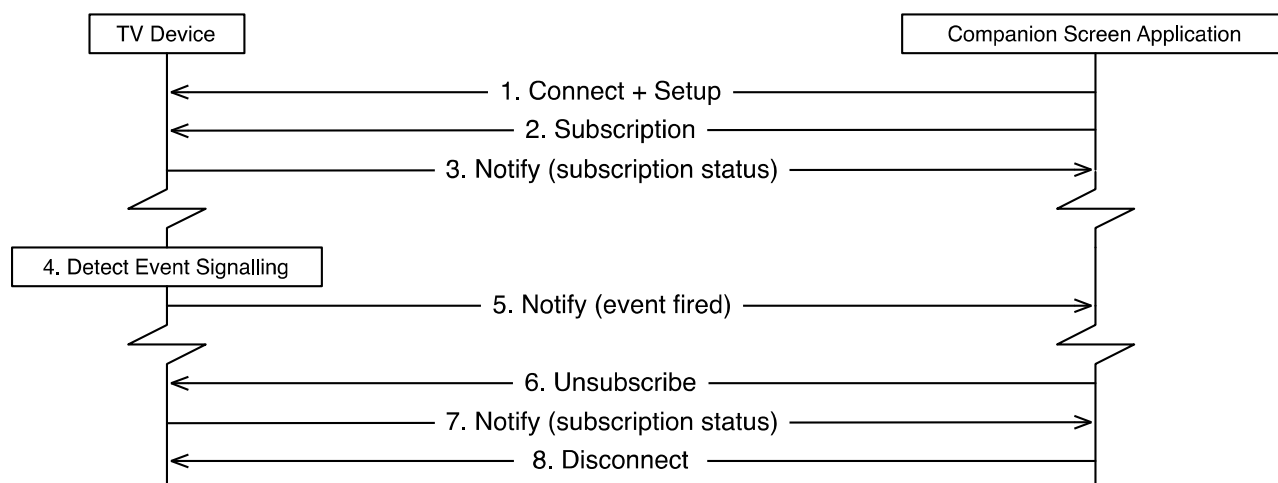 TV Device
Companion Screen Application
1. Connect + Setup
2. Subscription
3. Notify (subscription status)
4. Detect Event Signalling
5. Notify (event fired)
6. Unsubscribe
7. Notify (subscription status)
8. Disconnect